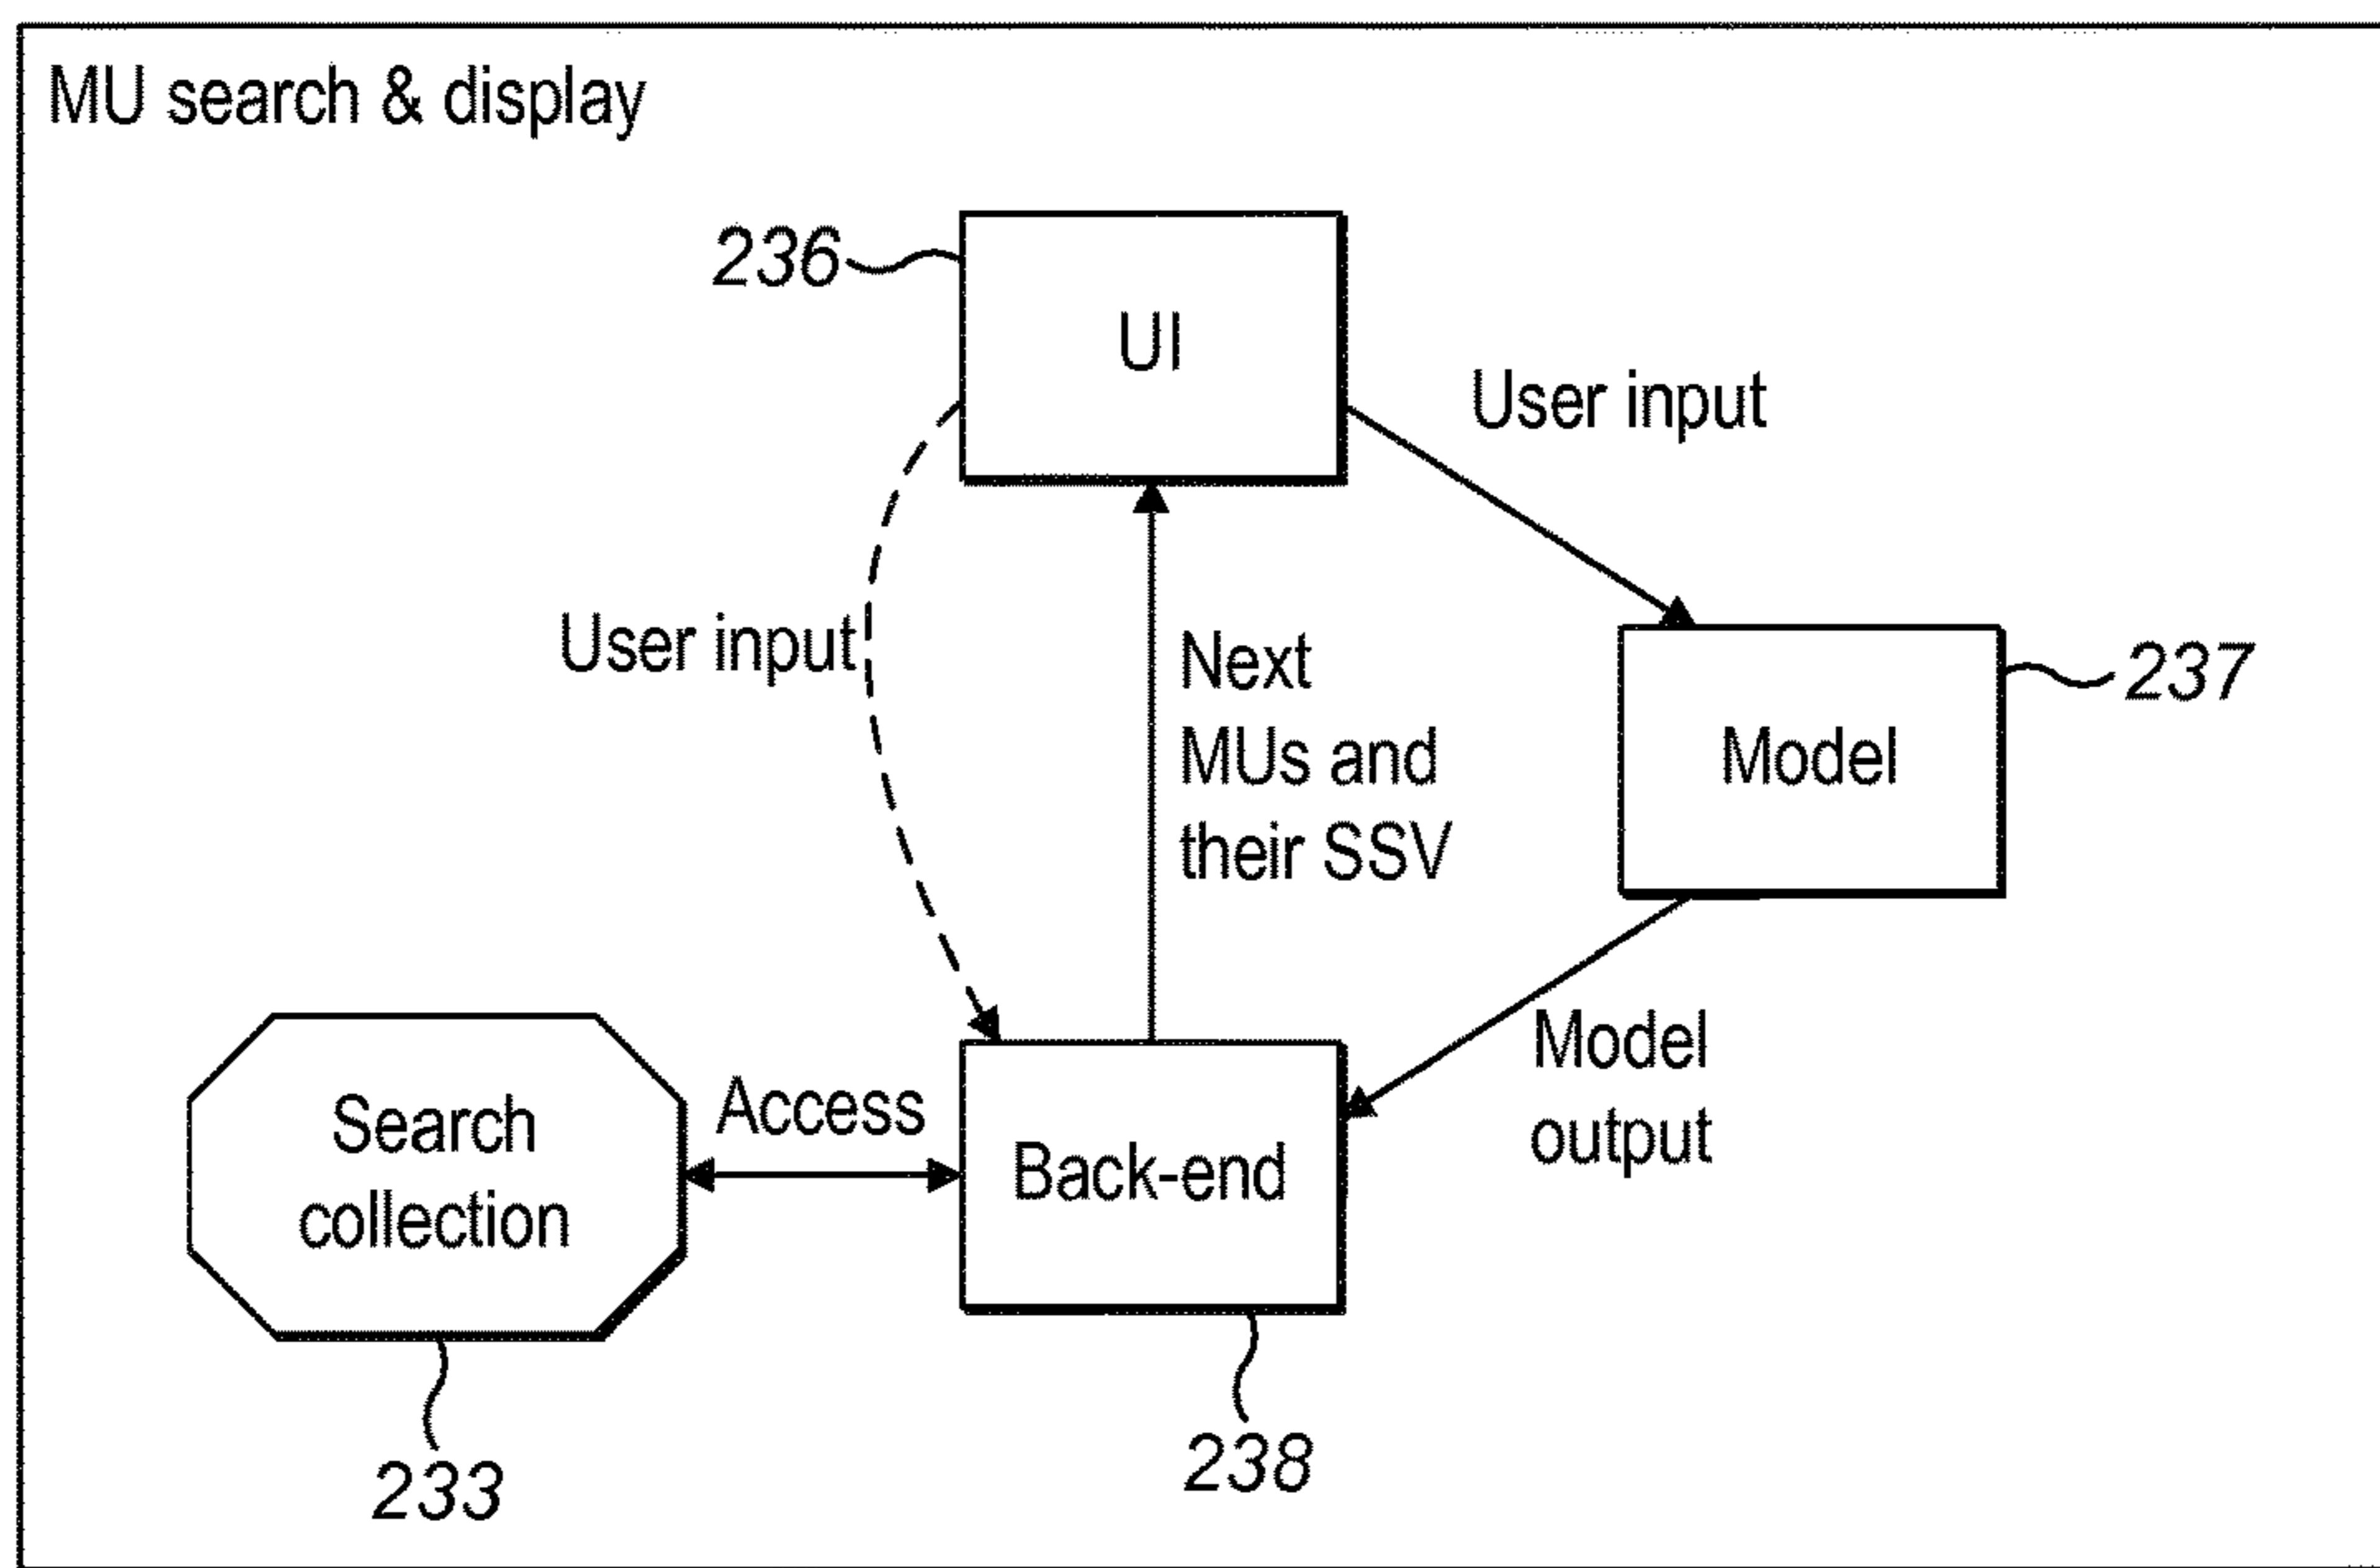 MU search & display
236
UI
User input
User input
Next
MUs and
their SSV
237
Model
Model
output
Search
collection
Access
Back-end
233
238